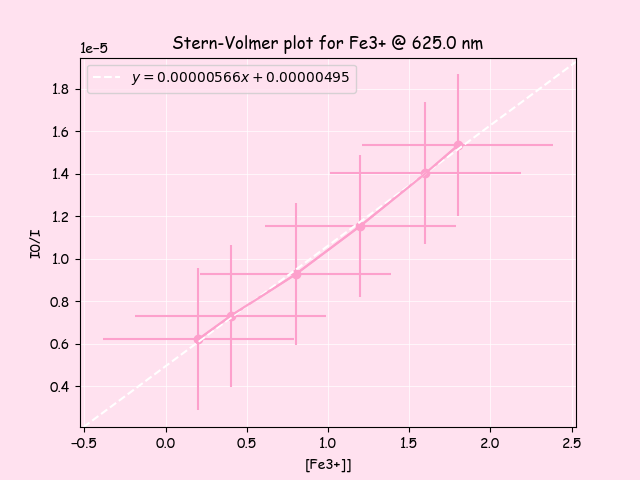 Stern-Volmer plot for Fe3+ @ 625.0 nm
1e-5
y = 0.00000566x + 0.00000495
1.8
1.6
1.4
1.2
1.0
0.8
0.6
0.4
I0/I
−0.5 0.0 0.5 1.0 1.5 2.0 2.5
[Fe3+]]